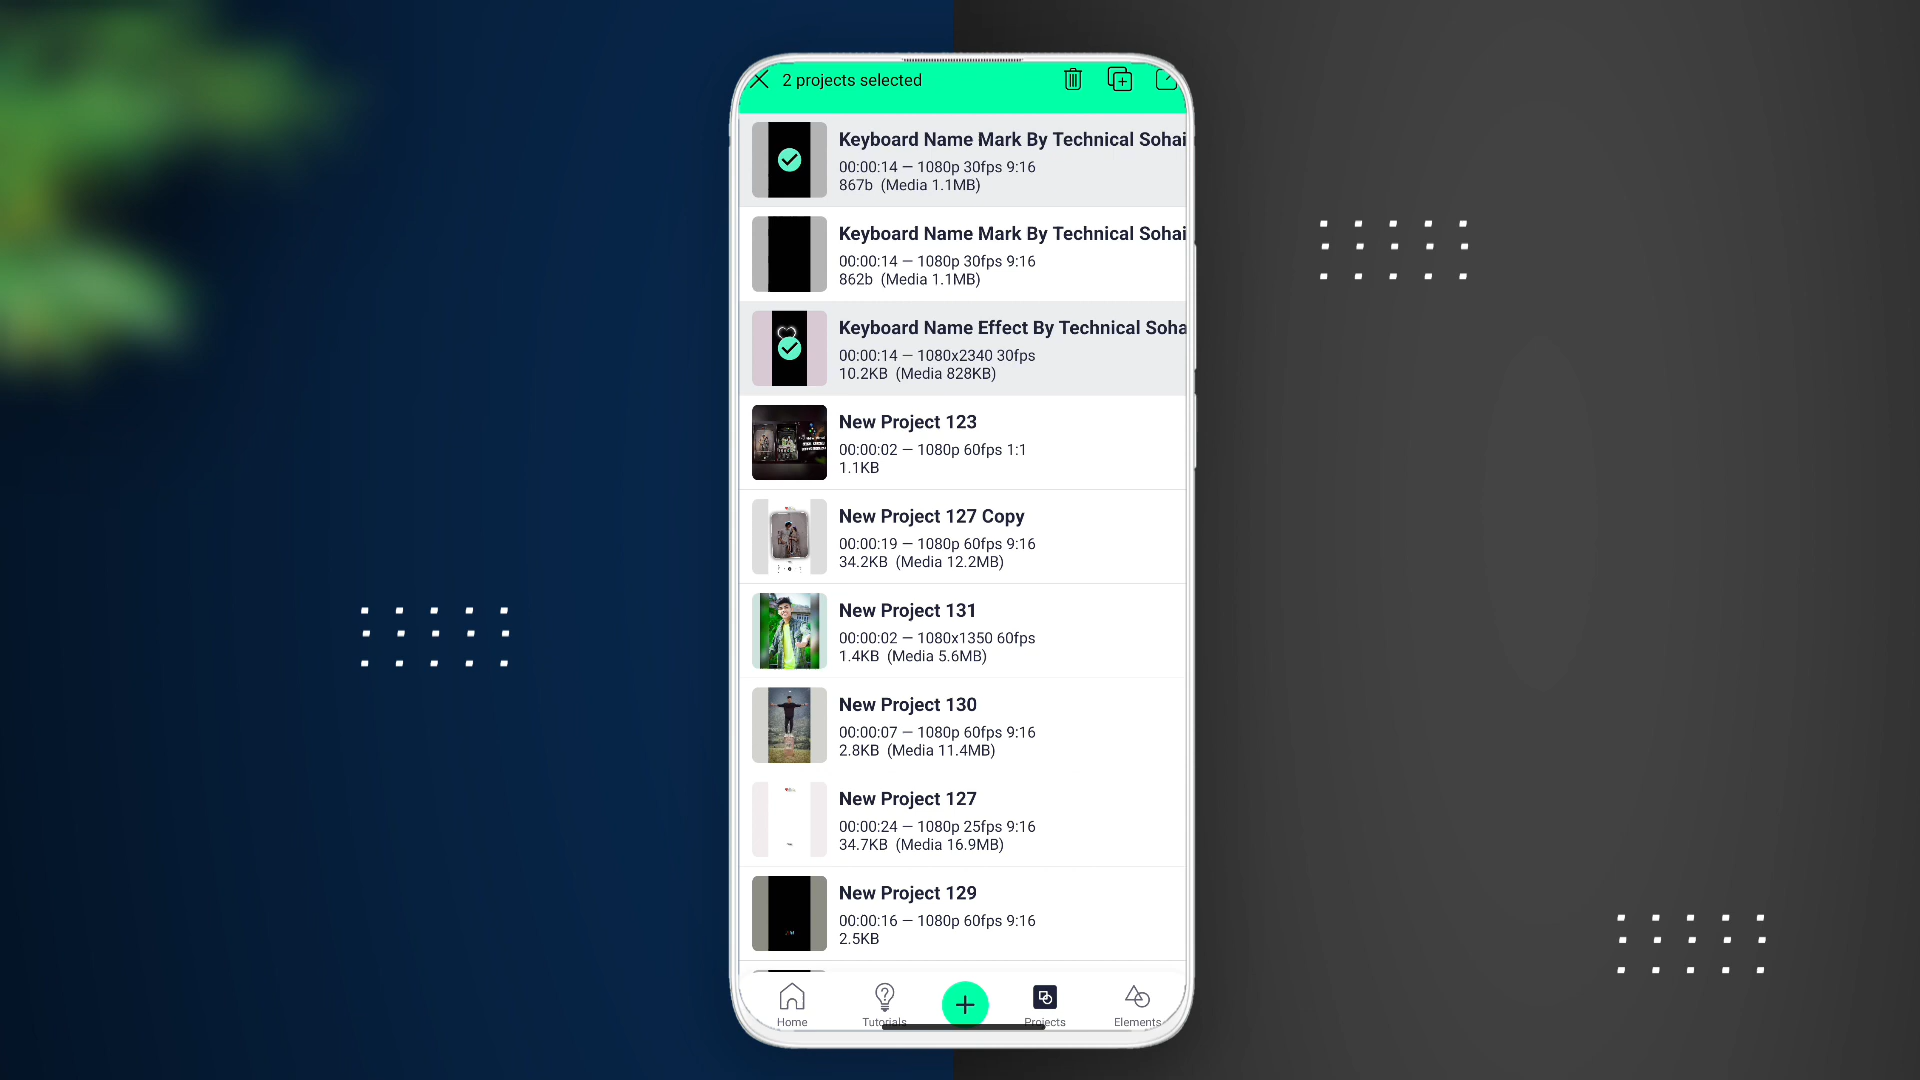 2 projects selected
Keyboard Name Mark By Technical Sohai
00:00:14 — 1080p 30fps 9:16
867b (Media 1.1MB)
Keyboard Name Mark By Technical Sohai
00:00:14 — 1080p 30fps 9:16
862b (Media 1.1MB)
Keyboard Name Effect By Technical Soha
00:00:14 — 1080x2340 30fps
10.2KB (Media 828KB)
New Project 123
00:00:02 — 1080p 60fps 1:1
1.1KB
New Project 127 Copy
00:00:19 — 1080p 60fps 9:16
34.2KB (Media 12.2MB)
New Project 131
00:00:02 — 1080x1350 60fps
1.4KB (Media 5.6MB)
New Project 130
00:00:07 — 1080p 60fps 9:16
2.8KB (Media 11.4MB)
New Project 127
00:00:24 — 1080p 25fps 9:16
34.7KB (Media 16.9MB)
New Project 129
00:00:16 — 1080p 60fps 9:16
2.5KB
Home
Tutorials
Projects
Elements